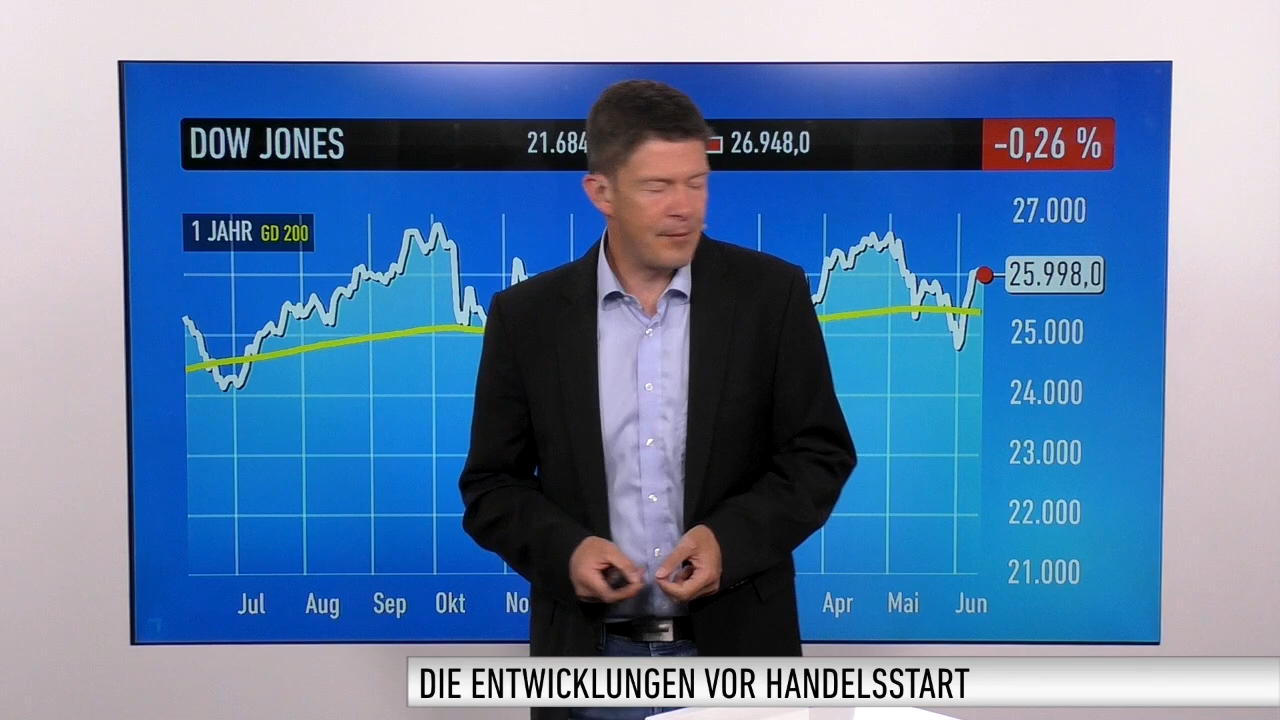 DOW JONES 21.684 26.948,0 -0,26 %
1 JAHR GD 200
27.000
25.998,0
25.000
24.000
23.000
22.000
21.000
Jul Aug Sep Okt No Apr Mai Jun
DIE ENTWICKLUNGEN VOR HANDELSSTART